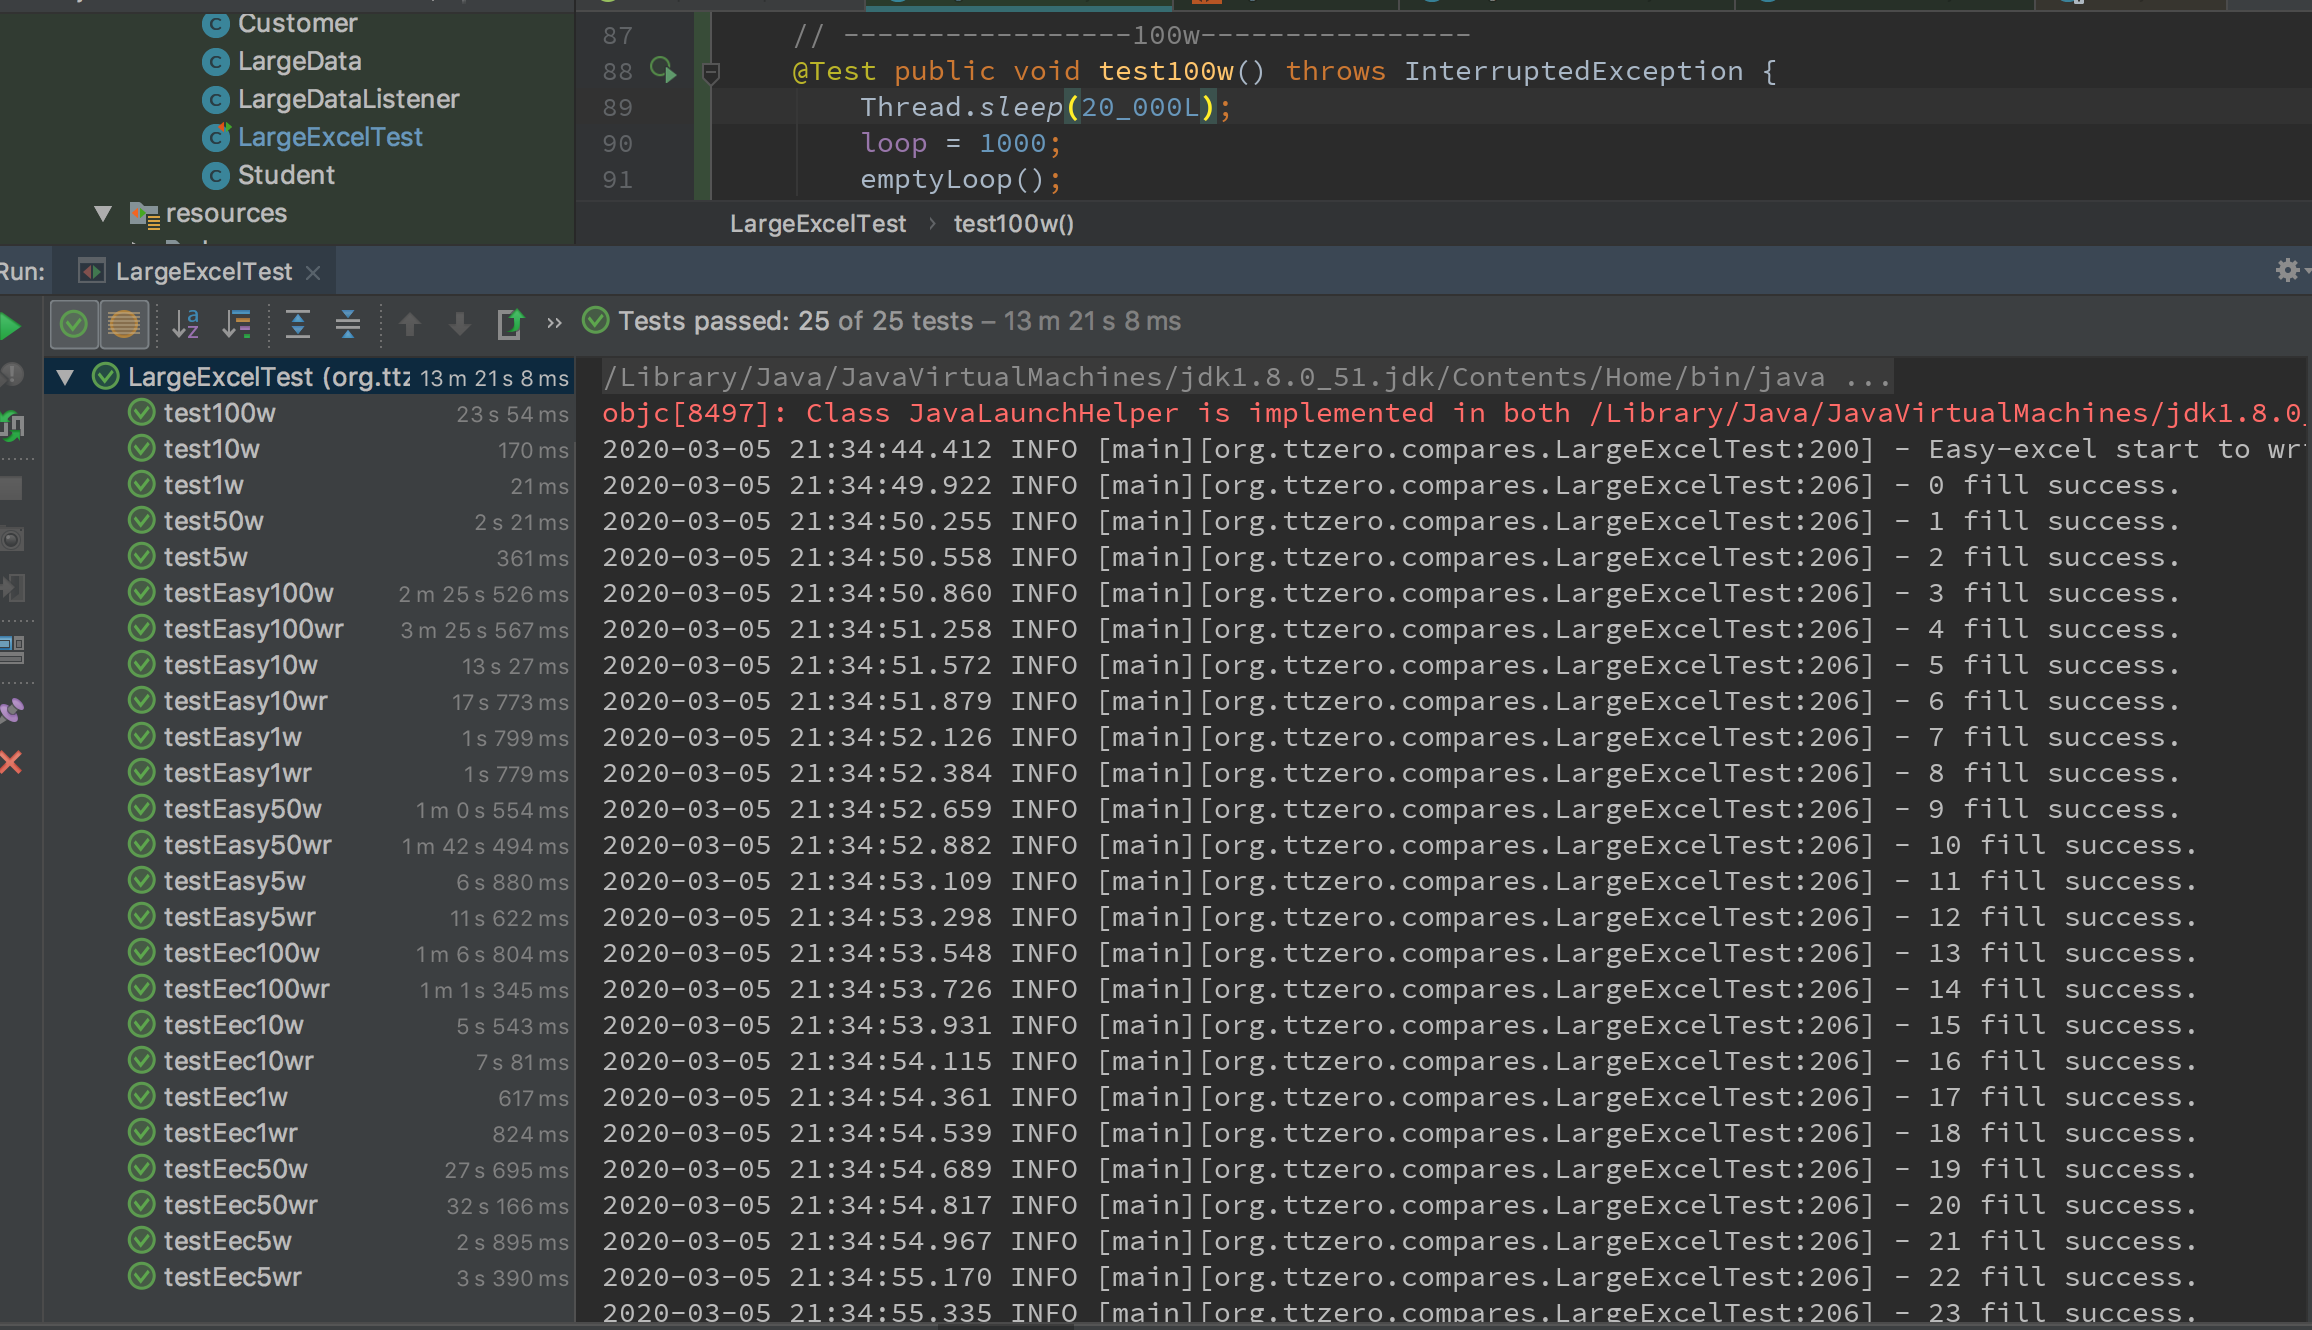 Customer
LargeData
LargeDataListener
LargeExcelTest
Student
resources
87 // -----------------100w----------------
88 @Test public void test100w() throws InterruptedException {
89 Thread.sleep(20_000L);
90 loop = 1000;
91 emptyLoop();
LargeExcelTest › test100w()
Run: LargeExcelTest
Tests passed: 25 of 25 tests – 13 m 21 s 8 ms
LargeExcelTest (org.ttz 13 m 21 s 8 ms
test100w 23 s 54 ms
test10w 170 ms
test1w 21 ms
test50w 2 s 21 ms
test5w 361 ms
testEasy100w 2 m 25 s 526 ms
testEasy100wr 3 m 25 s 567 ms
testEasy10w 13 s 27 ms
testEasy10wr 17 s 773 ms
testEasy1w 1 s 799 ms
testEasy1wr 1 s 779 ms
testEasy50w 1 m 0 s 554 ms
testEasy50wr 1 m 42 s 494 ms
testEasy5w 6 s 880 ms
testEasy5wr 11 s 622 ms
testEec100w 1 m 6 s 804 ms
testEec100wr 1 m 1 s 345 ms
testEec10w 5 s 543 ms
testEec10wr 7 s 81 ms
testEec1w 617 ms
testEec1wr 824 ms
testEec50w 27 s 695 ms
testEec50wr 32 s 166 ms
testEec5w 2 s 895 ms
testEec5wr 3 s 390 ms
/Library/Java/JavaVirtualMachines/jdk1.8.0_51.jdk/Contents/Home/bin/java ...
objc[8497]: Class JavaLaunchHelper is implemented in both /Library/Java/JavaVirtualMachines/jdk1.8.0_
2020-03-05 21:34:44.412 INFO [main][org.ttzero.compares.LargeExcelTest:200] - Easy-excel start to wr
2020-03-05 21:34:49.922 INFO [main][org.ttzero.compares.LargeExcelTest:206] - 0 fill success.
2020-03-05 21:34:50.255 INFO [main][org.ttzero.compares.LargeExcelTest:206] - 1 fill success.
2020-03-05 21:34:50.558 INFO [main][org.ttzero.compares.LargeExcelTest:206] - 2 fill success.
2020-03-05 21:34:50.860 INFO [main][org.ttzero.compares.LargeExcelTest:206] - 3 fill success.
2020-03-05 21:34:51.258 INFO [main][org.ttzero.compares.LargeExcelTest:206] - 4 fill success.
2020-03-05 21:34:51.572 INFO [main][org.ttzero.compares.LargeExcelTest:206] - 5 fill success.
2020-03-05 21:34:51.879 INFO [main][org.ttzero.compares.LargeExcelTest:206] - 6 fill success.
2020-03-05 21:34:52.126 INFO [main][org.ttzero.compares.LargeExcelTest:206] - 7 fill success.
2020-03-05 21:34:52.384 INFO [main][org.ttzero.compares.LargeExcelTest:206] - 8 fill success.
2020-03-05 21:34:52.659 INFO [main][org.ttzero.compares.LargeExcelTest:206] - 9 fill success.
2020-03-05 21:34:52.882 INFO [main][org.ttzero.compares.LargeExcelTest:206] - 10 fill success.
2020-03-05 21:34:53.109 INFO [main][org.ttzero.compares.LargeExcelTest:206] - 11 fill success.
2020-03-05 21:34:53.298 INFO [main][org.ttzero.compares.LargeExcelTest:206] - 12 fill success.
2020-03-05 21:34:53.548 INFO [main][org.ttzero.compares.LargeExcelTest:206] - 13 fill success.
2020-03-05 21:34:53.726 INFO [main][org.ttzero.compares.LargeExcelTest:206] - 14 fill success.
2020-03-05 21:34:53.931 INFO [main][org.ttzero.compares.LargeExcelTest:206] - 15 fill success.
2020-03-05 21:34:54.115 INFO [main][org.ttzero.compares.LargeExcelTest:206] - 16 fill success.
2020-03-05 21:34:54.361 INFO [main][org.ttzero.compares.LargeExcelTest:206] - 17 fill success.
2020-03-05 21:34:54.539 INFO [main][org.ttzero.compares.LargeExcelTest:206] - 18 fill success.
2020-03-05 21:34:54.689 INFO [main][org.ttzero.compares.LargeExcelTest:206] - 19 fill success.
2020-03-05 21:34:54.817 INFO [main][org.ttzero.compares.LargeExcelTest:206] - 20 fill success.
2020-03-05 21:34:54.967 INFO [main][org.ttzero.compares.LargeExcelTest:206] - 21 fill success.
2020-03-05 21:34:55.170 INFO [main][org.ttzero.compares.LargeExcelTest:206] - 22 fill success.
2020-03-05 21:34:55.335 INFO [main][org.ttzero.compares.LargeExcelTest:206] - 23 fill success.